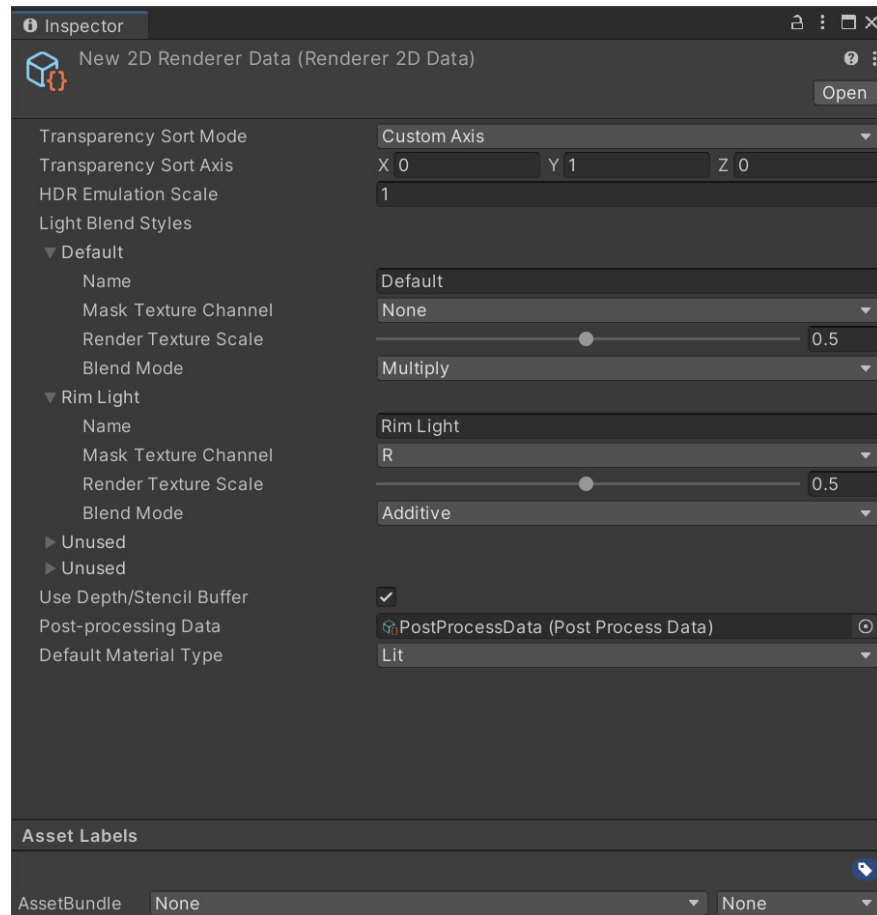 Inspector
New 2D Renderer Data (Renderer 2D Data)
Open
Transparency Sort Mode Custom Axis
Transparency Sort Axis X 0 Y 1 Z 0
HDR Emulation Scale 1
Light Blend Styles
Default
Name Default
Mask Texture Channel None
Render Texture Scale 0.5
Blend Mode Multiply
Rim Light
Name Rim Light
Mask Texture Channel R
Render Texture Scale 0.5
Blend Mode Additive
Unused
Unused
Use Depth/Stencil Buffer
Post-processing Data PostProcessData (Post Process Data)
Default Material Type Lit
Asset Labels
AssetBundle None None